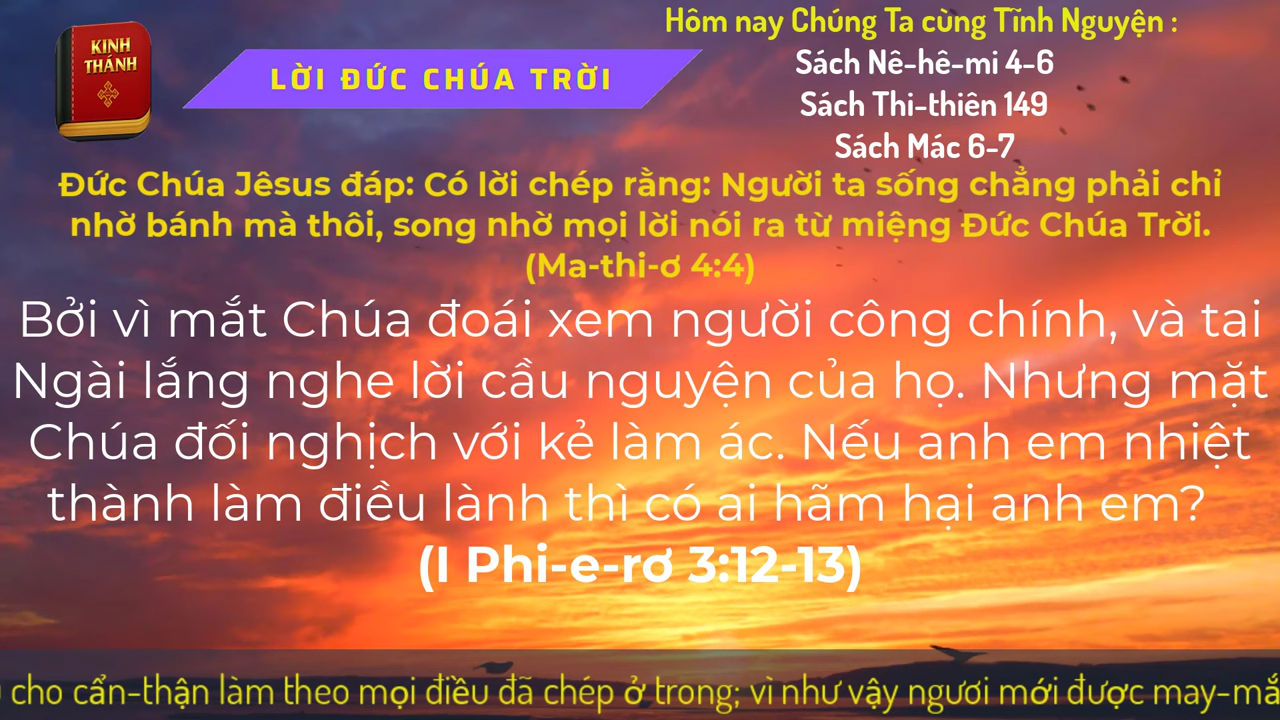 KINH
THÁNH
LỜI ĐỨC CHÚA TRỜI
Hôm nay Chúng Ta cùng Tĩnh Nguyện :
Sách Nê-hê-mi 4-6
Sách Thi-thiên 149
Sách Mác 6-7
Đức Chúa Jêsus đáp: Có lời chép rằng: Người ta sống chẳng phải chỉ
nhờ bánh mà thôi, song nhờ mọi lời nói ra từ miệng Đức Chúa Trời.
(Ma-thi-ơ 4:4)
Bởi vì mắt Chúa đoái xem người công chính, và tai
Ngài lắng nghe lời cầu nguyện của họ. Nhưng mặt
Chúa đối nghịch với kẻ làm ác. Nếu anh em nhiệt
thành làm điều lành thì có ai hãm hại anh em?
(I Phi-e-rơ 3:12-13)
cho cẩn-thận làm theo mọi điều đã chép ở trong; vì như vậy ngươi mới được may-mắ